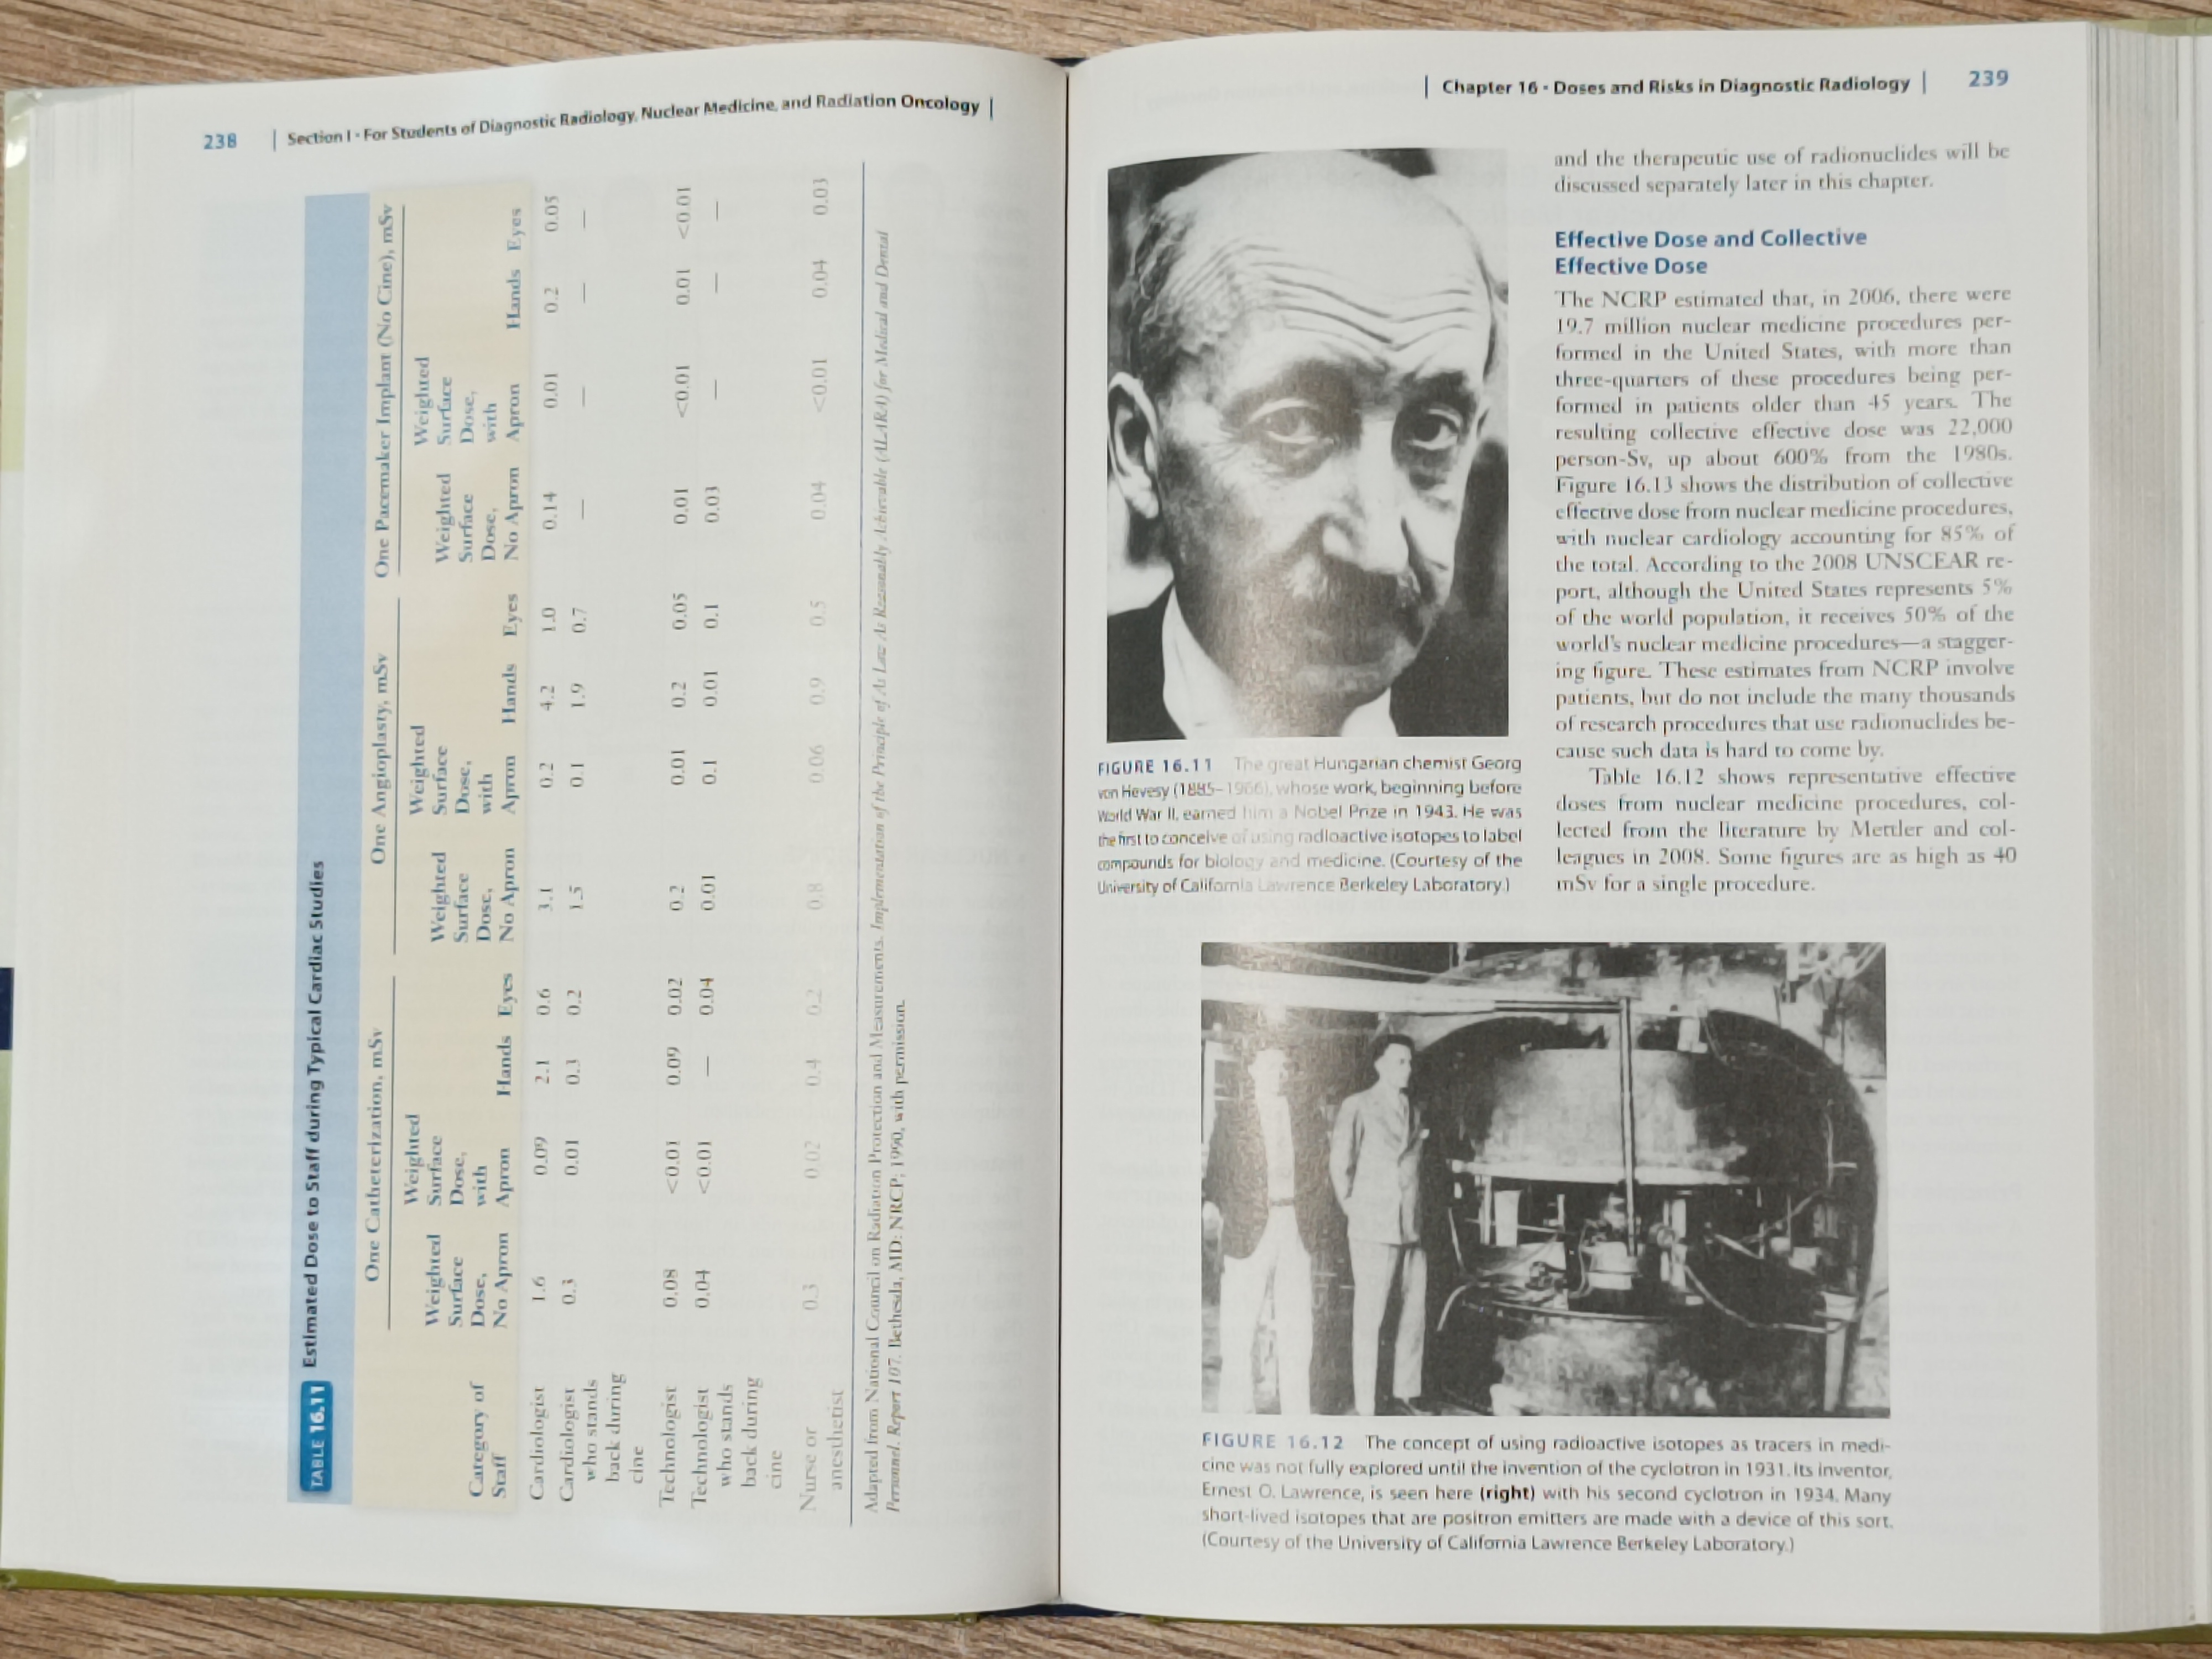 238 | Section I • For Students of Diagnostic Radiology, Nuclear Medicine, and Radiation Oncology |
TABLE 16.11 Estimated Dose to Staff during Typical Cardiac Studies
One Catheterization, mSv One Angioplasty, mSv One Pacemaker Implant (No Cine), mSv
Category of Staff Weighted Surface Dose, No Apron Weighted Surface Dose, with Apron Hands Eyes Weighted Surface Dose, No Apron Weighted Surface Dose, with Apron Hands Eyes Weighted Surface Dose, No Apron Weighted Surface Dose, with Apron Hands Eyes
Cardiologist 1.6 0.09 2.1 0.6 3.1 0.2 4.2 1.0 0.14 0.01 0.2 0.05
Cardiologist 0.3 0.01 0.3 0.2 1.5 0.1 1.9 0.7 — — — —
who stands
back during
cine
Technologist 0.08 <0.01 0.09 0.02 0.2 0.01 0.2 0.05 0.01 <0.01 0.01 <0.01
Technologist 0.04 <0.01 — 0.04 0.01 0.1 0.01 0.1 0.03 — — —
who stands
back during
cine
Nurse or 0.3 0.02 0.4 0.2 0.8 0.06 0.9 0.5 0.04 <0.01 0.04 0.03
anesthetist
Adapted from National Council on Radiation Protection and Measurements. Implementation of the Principle of As Low As Reasonably Achievable (ALARA) for Medical and Dental
Personnel. Report 107. Bethesda, MD: NRCP; 1990, with permission.
| Chapter 16 • Doses and Risks in Diagnostic Radiology | 239
FIGURE 16.11 The great Hungarian chemist Georg
von Hevesy (1885–1966), whose work, beginning before
World War II, earned him a Nobel Prize in 1943. He was
the first to conceive of using radioactive isotopes to label
compounds for biology and medicine. (Courtesy of the
University of California Lawrence Berkeley Laboratory.)
and the therapeutic use of radionuclides will be
discussed separately later in this chapter.
Effective Dose and Collective
Effective Dose
The NCRP estimated that, in 2006, there were
19.7 million nuclear medicine procedures per-
formed in the United States, with more than
three-quarters of these procedures being per-
formed in patients older than 45 years. The
resulting collective effective dose was 22,000
person-Sv, up about 600% from the 1980s.
Figure 16.13 shows the distribution of collective
effective dose from nuclear medicine procedures,
with nuclear cardiology accounting for 85% of
the total. According to the 2008 UNSCEAR re-
port, although the United States represents 5%
of the world population, it receives 50% of the
world's nuclear medicine procedures—a stagger-
ing figure. These estimates from NCRP involve
patients, but do not include the many thousands
of research procedures that use radionuclides be-
cause such data is hard to come by.
Table 16.12 shows representative effective
doses from nuclear medicine procedures, col-
lected from the literature by Mettler and col-
leagues in 2008. Some figures are as high as 40
mSv for a single procedure.
FIGURE 16.12 The concept of using radioactive isotopes as tracers in medi-
cine was not fully explored until the invention of the cyclotron in 1931. Its inventor,
Ernest O. Lawrence, is seen here (right) with his second cyclotron in 1934. Many
short-lived isotopes that are positron emitters are made with a device of this sort.
(Courtesy of the University of California Lawrence Berkeley Laboratory.)